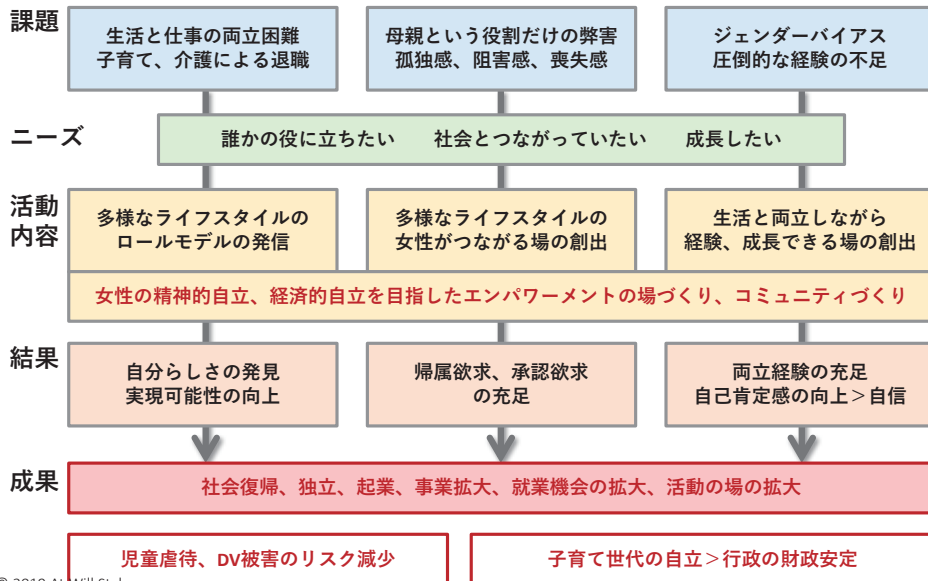 課題
生活と仕事の両立困難
子育て、介護による退職
母親という役割だけの弊害
孤独感、阻害感、喪失感
ジェンダーバイアス
圧倒的な経験の不足
ニーズ
誰かの役に立ちたい 社会とつながっていたい 成長したい
活動
内容
多様なライフスタイルの
ロールモデルの発信
多様なライフスタイルの
女性がつながる場の創出
生活と両立しながら
経験、成長できる場の創出
女性の精神的自立、経済的自立を目指したエンパワーメントの場づくり、コミュニティづくり
結果
自分らしさの発見
実現可能性の向上
帰属欲求、承認欲求
の充足
両立経験の充足
自己肯定感の向上＞自信
成果
社会復帰、独立、起業、事業拡大、就業機会の拡大、活動の場の拡大
児童虐待、DV被害のリスク減少
子育て世代の自立＞行政の財政安定